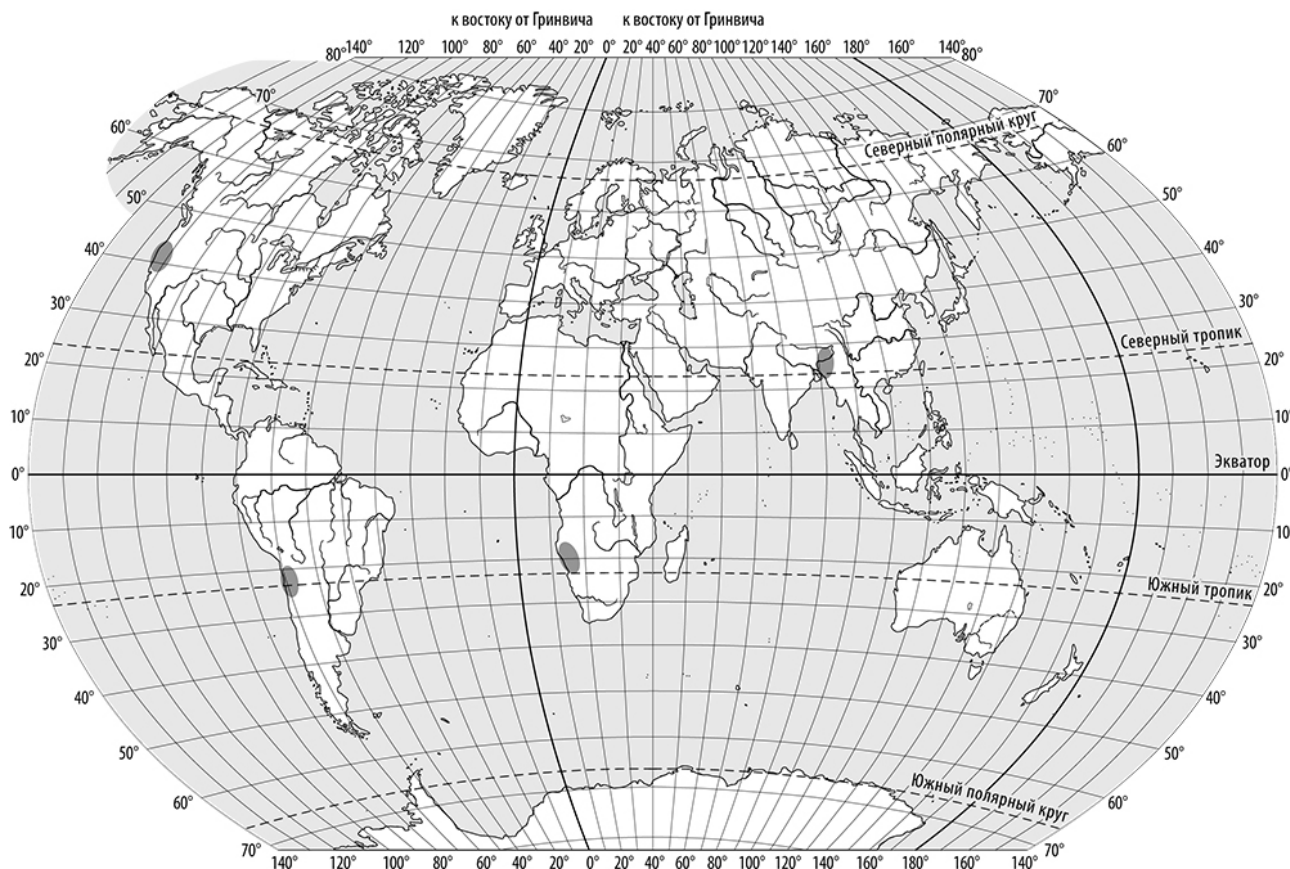 к востоку от Гринвича к востоку от Гринвича
80° 140° 120° 100° 80° 60° 40° 20° 0° 20° 40° 60° 80° 100° 120° 140° 160° 180° 160° 140° 80°
70° 70°
Северный полярный круг
60° 60°
50° 50°
40° 40°
30° 30°
Северный тропик
20° 20°
10° 10°
Экватор
0° 0°
10° 10°
Южный тропик
20° 20°
30° 30°
40° 40°
50° 50°
Южный полярный круг
60° 60°
70° 70°
140° 120° 100° 80° 60° 40° 20° 0° 20° 40° 60° 80° 100° 120° 140° 160° 180° 160° 140°